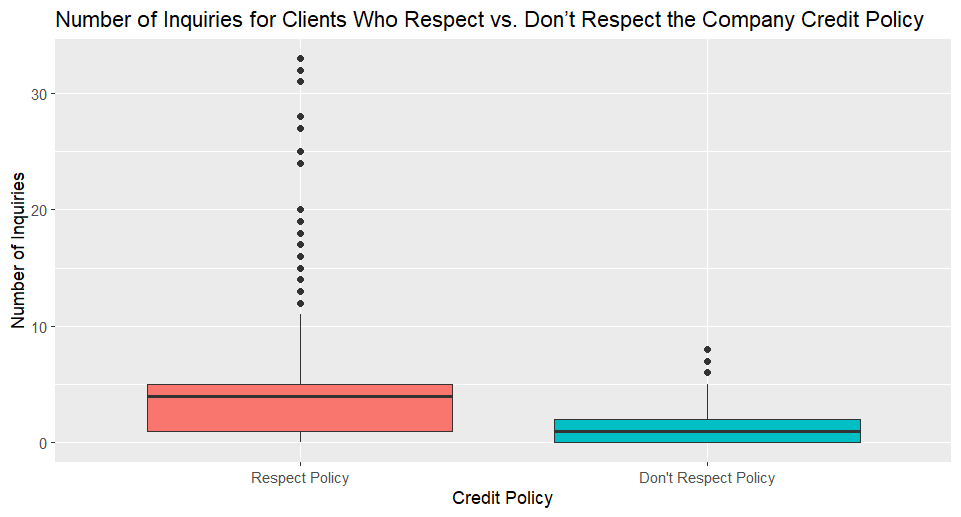 Number of Inquiries for Clients Who Respect vs. Don’t Respect the Company Credit Policy
Number of Inquiries
30
20
10
0
Respect Policy
Don't Respect Policy
Credit Policy